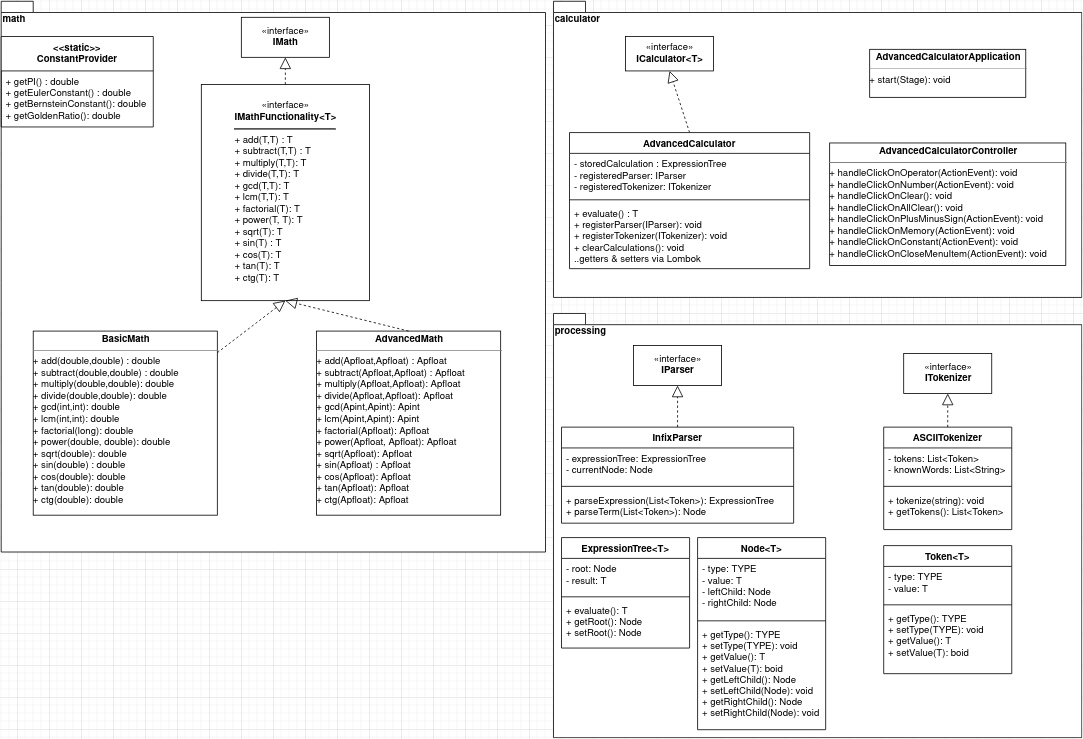 math
<<static>>
ConstantProvider
+ getPI() : double
+ getEulerConstant() : double
+ getBernsteinConstant(): double
+ getGoldenRatio(): double
«interface»
IMath
«interface»
IMathFunctionality<T>
+ add(T,T) : T
+ subtract(T,T) : T
+ multiply(T,T): T
+ divide(T,T): T
+ gcd(T,T): T
+ lcm(T,T): T
+ factorial(T): T
+ power(T, T): T
+ sqrt(T): T
+ sin(T) : T
+ cos(T): T
+ tan(T): T
+ ctg(T): T
BasicMath
+ add(double,double) : double
+ subtract(double,double) : double
+ multiply(double,double): double
+ divide(double,double): double
+ gcd(int,int): double
+ lcm(int,int): double
+ factorial(long): double
+ power(double, double): double
+ sqrt(double): double
+ sin(double) : double
+ cos(double): double
+ tan(double): double
+ ctg(double): double
AdvancedMath
+ add(Apfloat,Apfloat) : Apfloat
+ subtract(Apfloat,Apfloat) : Apfloat
+ multiply(Apfloat,Apfloat): Apfloat
+ divide(Apfloat,Apfloat): Apfloat
+ gcd(Apint,Apint): Apint
+ lcm(Apint,Apint): Apint
+ factorial(Apfloat): Apfloat
+ power(Apfloat, Apfloat): Apfloat
+ sqrt(Apfloat): Apfloat
+ sin(Apfloat) : Apfloat
+ cos(Apfloat): Apfloat
+ tan(Apfloat): Apfloat
+ ctg(Apfloat): Apfloat
calculator
«interface»
ICalculator<T>
AdvancedCalculatorApplication
+ start(Stage): void
AdvancedCalculator
- storedCalculation : ExpressionTree
- registeredParser: IParser
- registeredTokenizer: ITokenizer
+ evaluate() : T
+ registerParser(IParser): void
+ registerTokenizer(ITokenizer): void
+ clearCalculations(): void
..getters & setters via Lombok
AdvancedCalculatorController
+ handleClickOnOperator(ActionEvent): void
+ handleClickOnNumber(ActionEvent): void
+ handleClickOnClear(): void
+ handleClickOnAllClear(): void
+ handleClickOnPlusMinusSign(ActionEvent): void
+ handleClickOnMemory(ActionEvent): void
+ handleClickOnConstant(ActionEvent): void
+ handleClickOnCloseMenuItem(ActionEvent): void
processing
«interface»
IParser
«interface»
ITokenizer
InfixParser
- expressionTree: ExpressionTree
- currentNode: Node
+ parseExpression(List<Token>): ExpressionTree
+ parseTerm(List<Token>): Node
ASCIITokenizer
- tokens: List<Token>
- knownWords: List<String>
+ tokenize(string): void
+ getTokens(): List<Token>
ExpressionTree<T>
- root: Node
- result: T
+ evaluate(): T
+ getRoot(): Node
+ setRoot(): Node
Node<T>
- type: TYPE
- value: T
- leftChild: Node
- rightChild: Node
+ getType(): TYPE
+ setType(TYPE): void
+ getValue(): T
+ setValue(T): boid
+ getLeftChild(): Node
+ setLeftChild(Node): void
+ getRightChild(): Node
+ setRightChild(Node): void
Token<T>
- type: TYPE
- value: T
+ getType(): TYPE
+ setType(TYPE): void
+ getValue(): T
+ setValue(T): boid